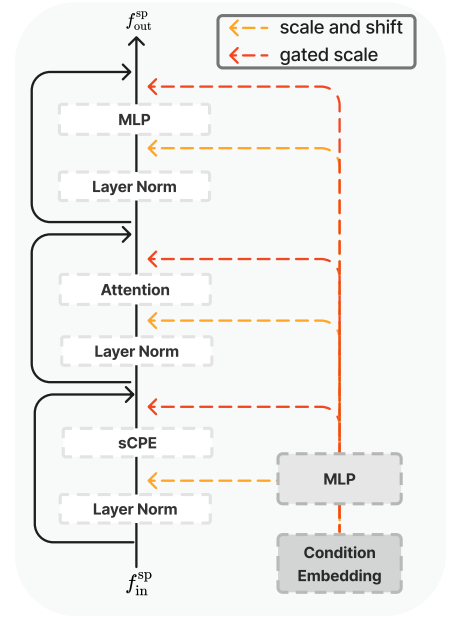 f_out^sp
scale and shift
gated scale
MLP
Layer Norm
Attention
Layer Norm
sCPE
MLP
Layer Norm
Condition
Embedding
f_in^sp